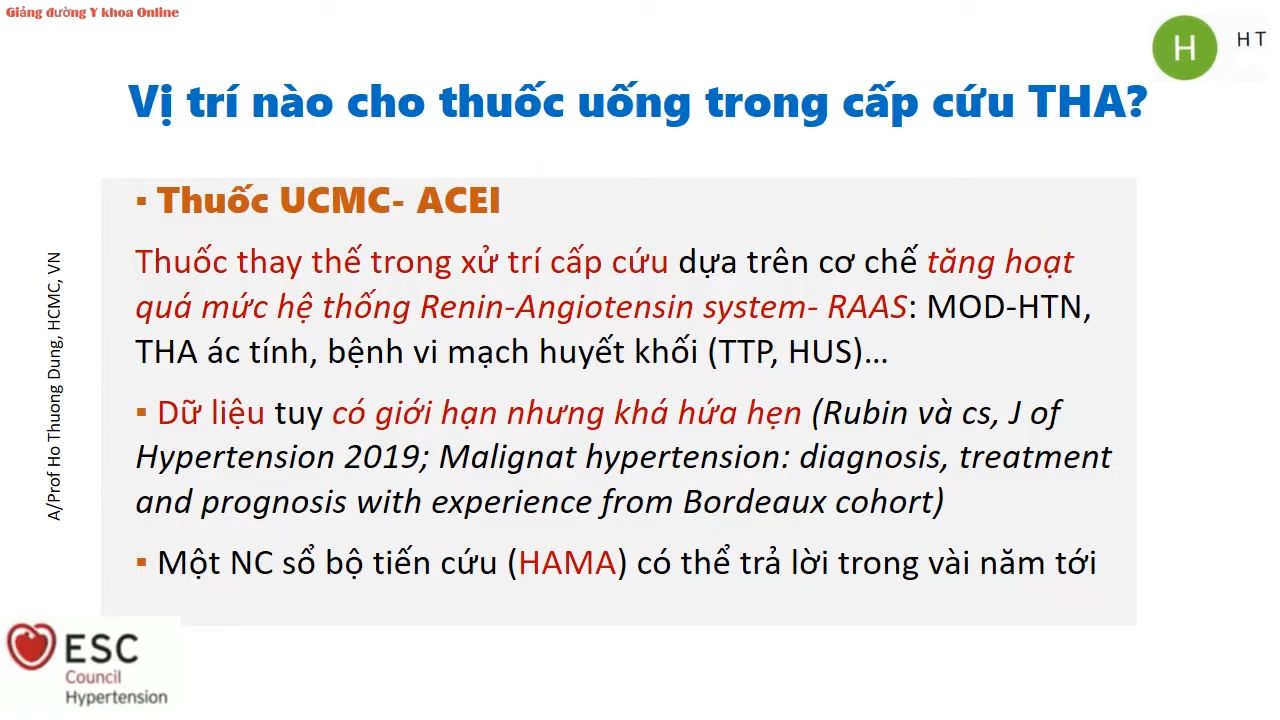 Giảng đường Y khoa Online
H
H T
Vị trí nào cho thuốc uống trong cấp cứu THA?
▪ Thuốc UCMC- ACEI
Thuốc thay thế trong xử trí cấp cứu dựa trên cơ chế tăng hoạt
quá mức hệ thống Renin-Angiotensin system- RAAS: MOD-HTN,
THA ác tính, bệnh vi mạch huyết khối (TTP, HUS)...
▪ Dữ liệu tuy có giới hạn nhưng khá hứa hẹn (Rubin và cs, J of
Hypertension 2019; Malignat hypertension: diagnosis, treatment
and prognosis with experience from Bordeaux cohort)
▪ Một NC sổ bộ tiến cứu (HAMA) có thể trả lời trong vài năm tới
A/Prof Ho Thuong Dung, HCMC, VN
ESC
Council
Hypertension